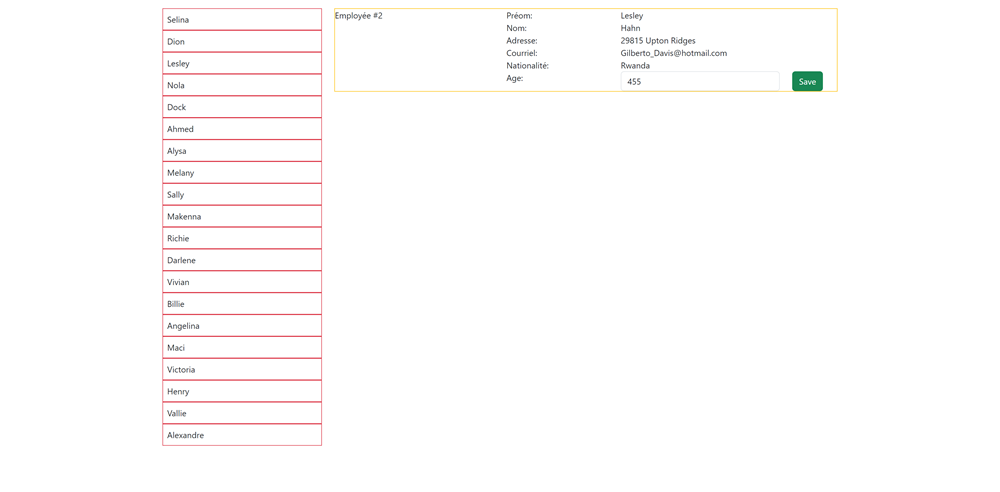 Selina
Dion
Lesley
Nola
Dock
Ahmed
Alysa
Melany
Sally
Makenna
Richie
Darlene
Vivian
Billie
Angelina
Maci
Victoria
Henry
Vallie
Alexandre
Employée #2
Préom: Lesley
Nom: Hahn
Adresse: 29815 Upton Ridges
Courriel: Gilberto_Davis@hotmail.com
Nationalité: Rwanda
Age: 455 Save